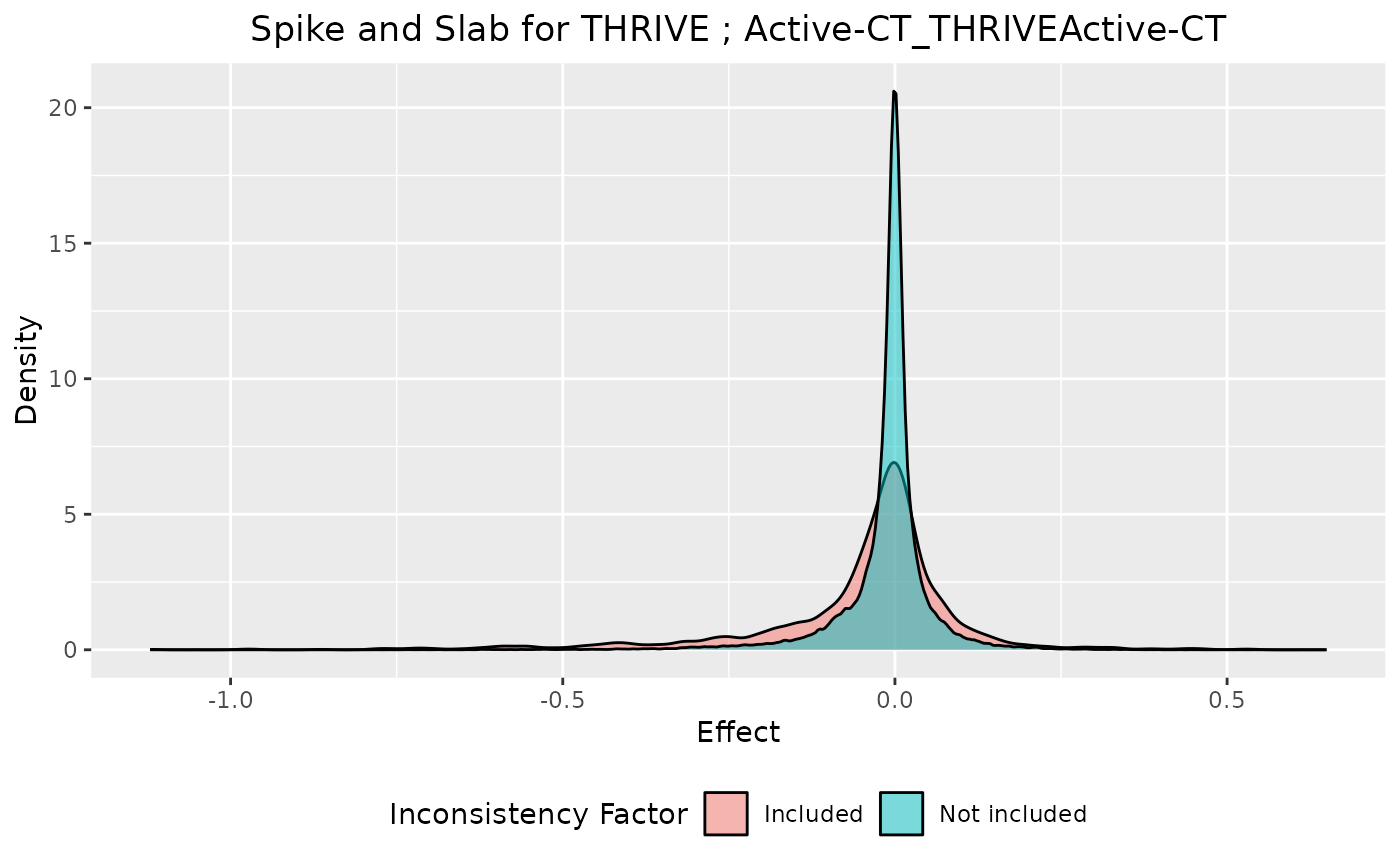 Spike and Slab for THRIVE ; Active-CT_THRIVEActive-CT
Density
20
15
10
5
0
-1.0 -0.5 0.0 0.5
Effect
Inconsistency Factor Included Not included